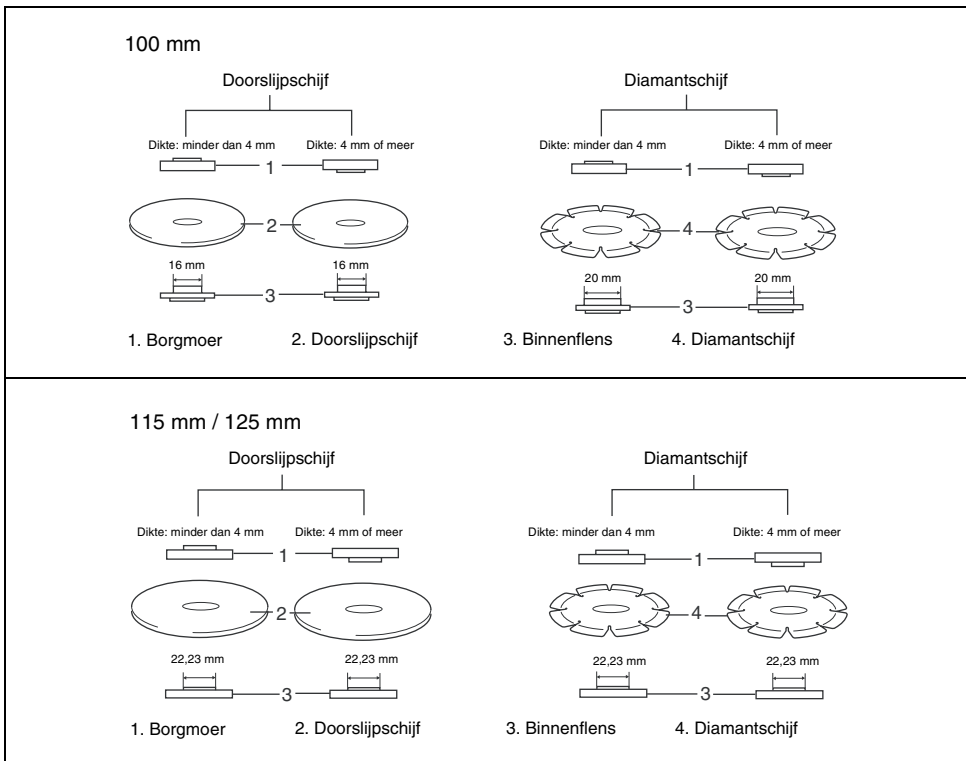 100 mm
Doorslijpschijf Diamantschijf
Dikte: minder dan 4 mm Dikte: 4 mm of meer Dikte: minder dan 4 mm Dikte: 4 mm of meer
1 1
2 4
16 mm 16 mm 20 mm 20 mm
3 3
1. Borgmoer 2. Doorslijpschijf 3. Binnenflens 4. Diamantschijf
115 mm / 125 mm
Doorslijpschijf Diamantschijf
Dikte: minder dan 4 mm Dikte: 4 mm of meer Dikte: minder dan 4 mm Dikte: 4 mm of meer
1 1
2 4
22,23 mm 22,23 mm 22,23 mm 22,23 mm
3 3
1. Borgmoer 2. Doorslijpschijf 3. Binnenflens 4. Diamantschijf